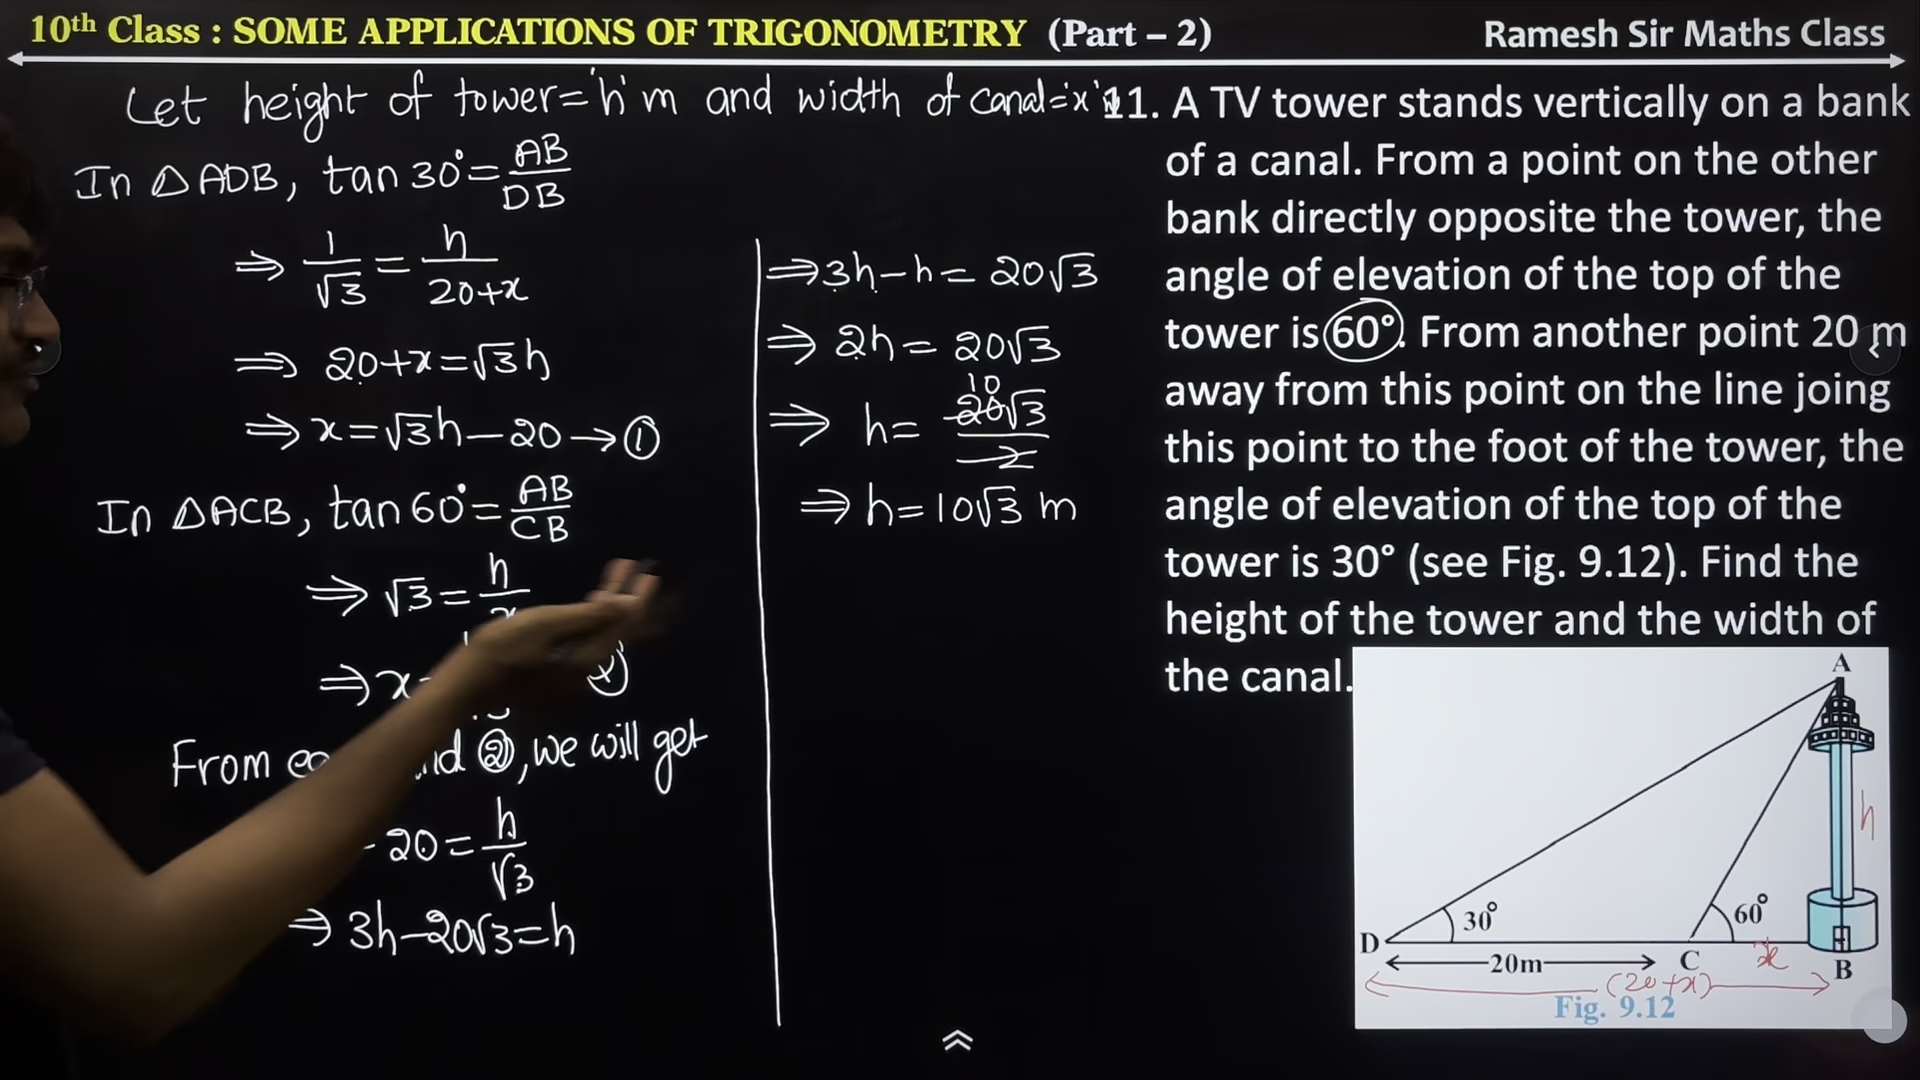 10th Class : SOME APPLICATIONS OF TRIGONOMETRY (Part – 2)
Ramesh Sir Maths Class
Let height of tower = 'h' m and width of canal = 'x'
In △ADB, tan 30° = AB/DB
⇒ 1/√3 = h/20+x
⇒ 20+x = √3h
⇒ x = √3h − 20 → ①
In △ACB, tan 60° = AB/CB
⇒ √3 = h/
⇒ x
From ②, we will get
- 20 = h/√3
⇒ 3h − 20√3 = h
⇒ 3h − h = 20√3
⇒ 2h = 20√3
10
⇒ h = 20√3/2
⇒ h = 10√3 m
11. A TV tower stands vertically on a bank
of a canal. From a point on the other
bank directly opposite the tower, the
angle of elevation of the top of the
tower is 60°. From another point 20 m
away from this point on the line joing
this point to the foot of the tower, the
angle of elevation of the top of the
tower is 30° (see Fig. 9.12). Find the
height of the tower and the width of
the canal.
A
h
30°
60°
D
20m
C
x
B
(20+x)
Fig. 9.12